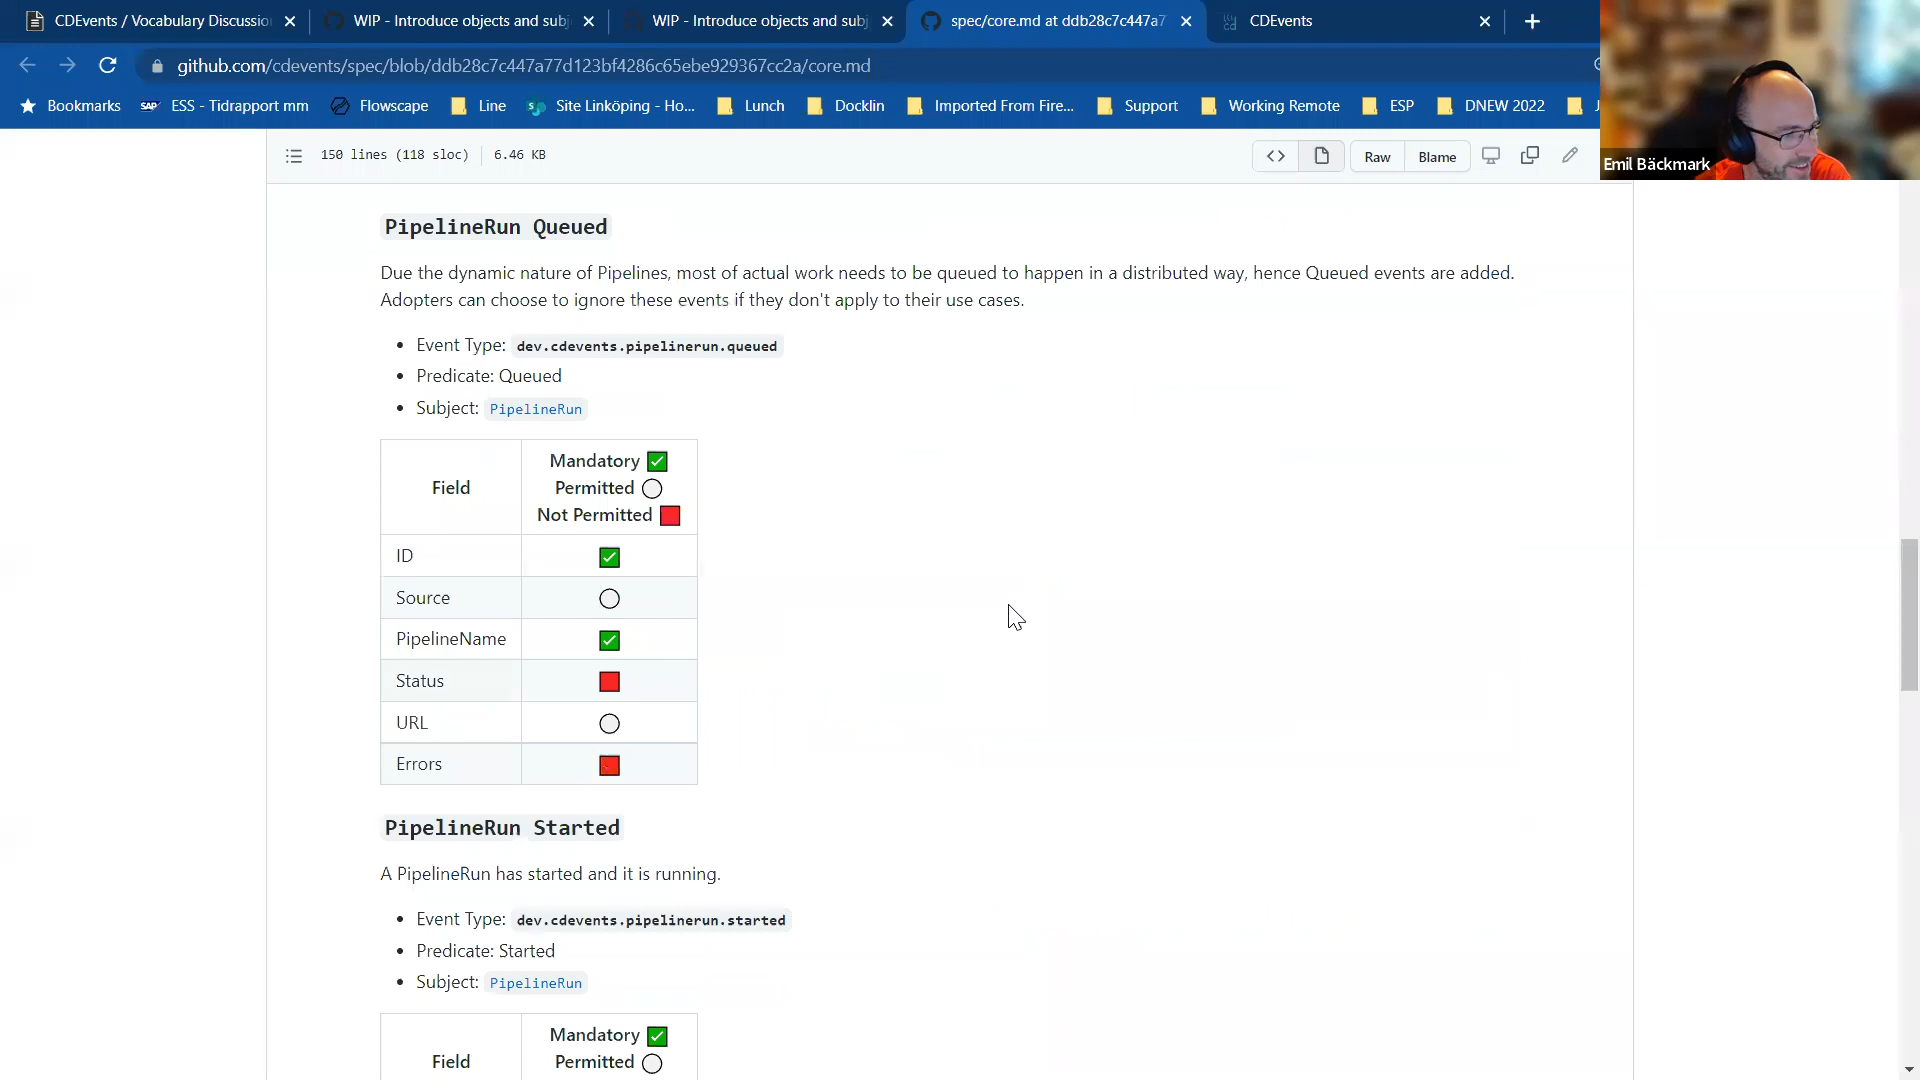 CDEvents / Vocabulary Discussio
WIP - Introduce objects and subj
WIP - Introduce objects and subj
spec/core.md at ddb28c7c447a7
CDEvents
github.com/cdevents/spec/blob/ddb28c7c447a77d123bf4286c65ebe929367cc2a/core.md
Bookmarks
SAP ESS - Tidrapport mm
Flowscape
Line
Site Linköping - Ho...
Lunch
Docklin
Imported From Fire...
Support
Working Remote
ESP
DNEW 2022
Emil Bäckmark
150 lines (118 sloc)
6.46 KB
Raw
Blame
PipelineRun Queued
Due the dynamic nature of Pipelines, most of actual work needs to be queued to happen in a distributed way, hence Queued events are added.
Adopters can choose to ignore these events if they don't apply to their use cases.
• Event Type: dev.cdevents.pipelinerun.queued
• Predicate: Queued
• Subject: PipelineRun
Field
Mandatory ✅
Permitted ⚪
Not Permitted 🟥
ID ✅
Source ⚪
PipelineName ✅
Status 🟥
URL ⚪
Errors 🟥
PipelineRun Started
A PipelineRun has started and it is running.
• Event Type: dev.cdevents.pipelinerun.started
• Predicate: Started
• Subject: PipelineRun
Field
Mandatory ✅
Permitted ⚪